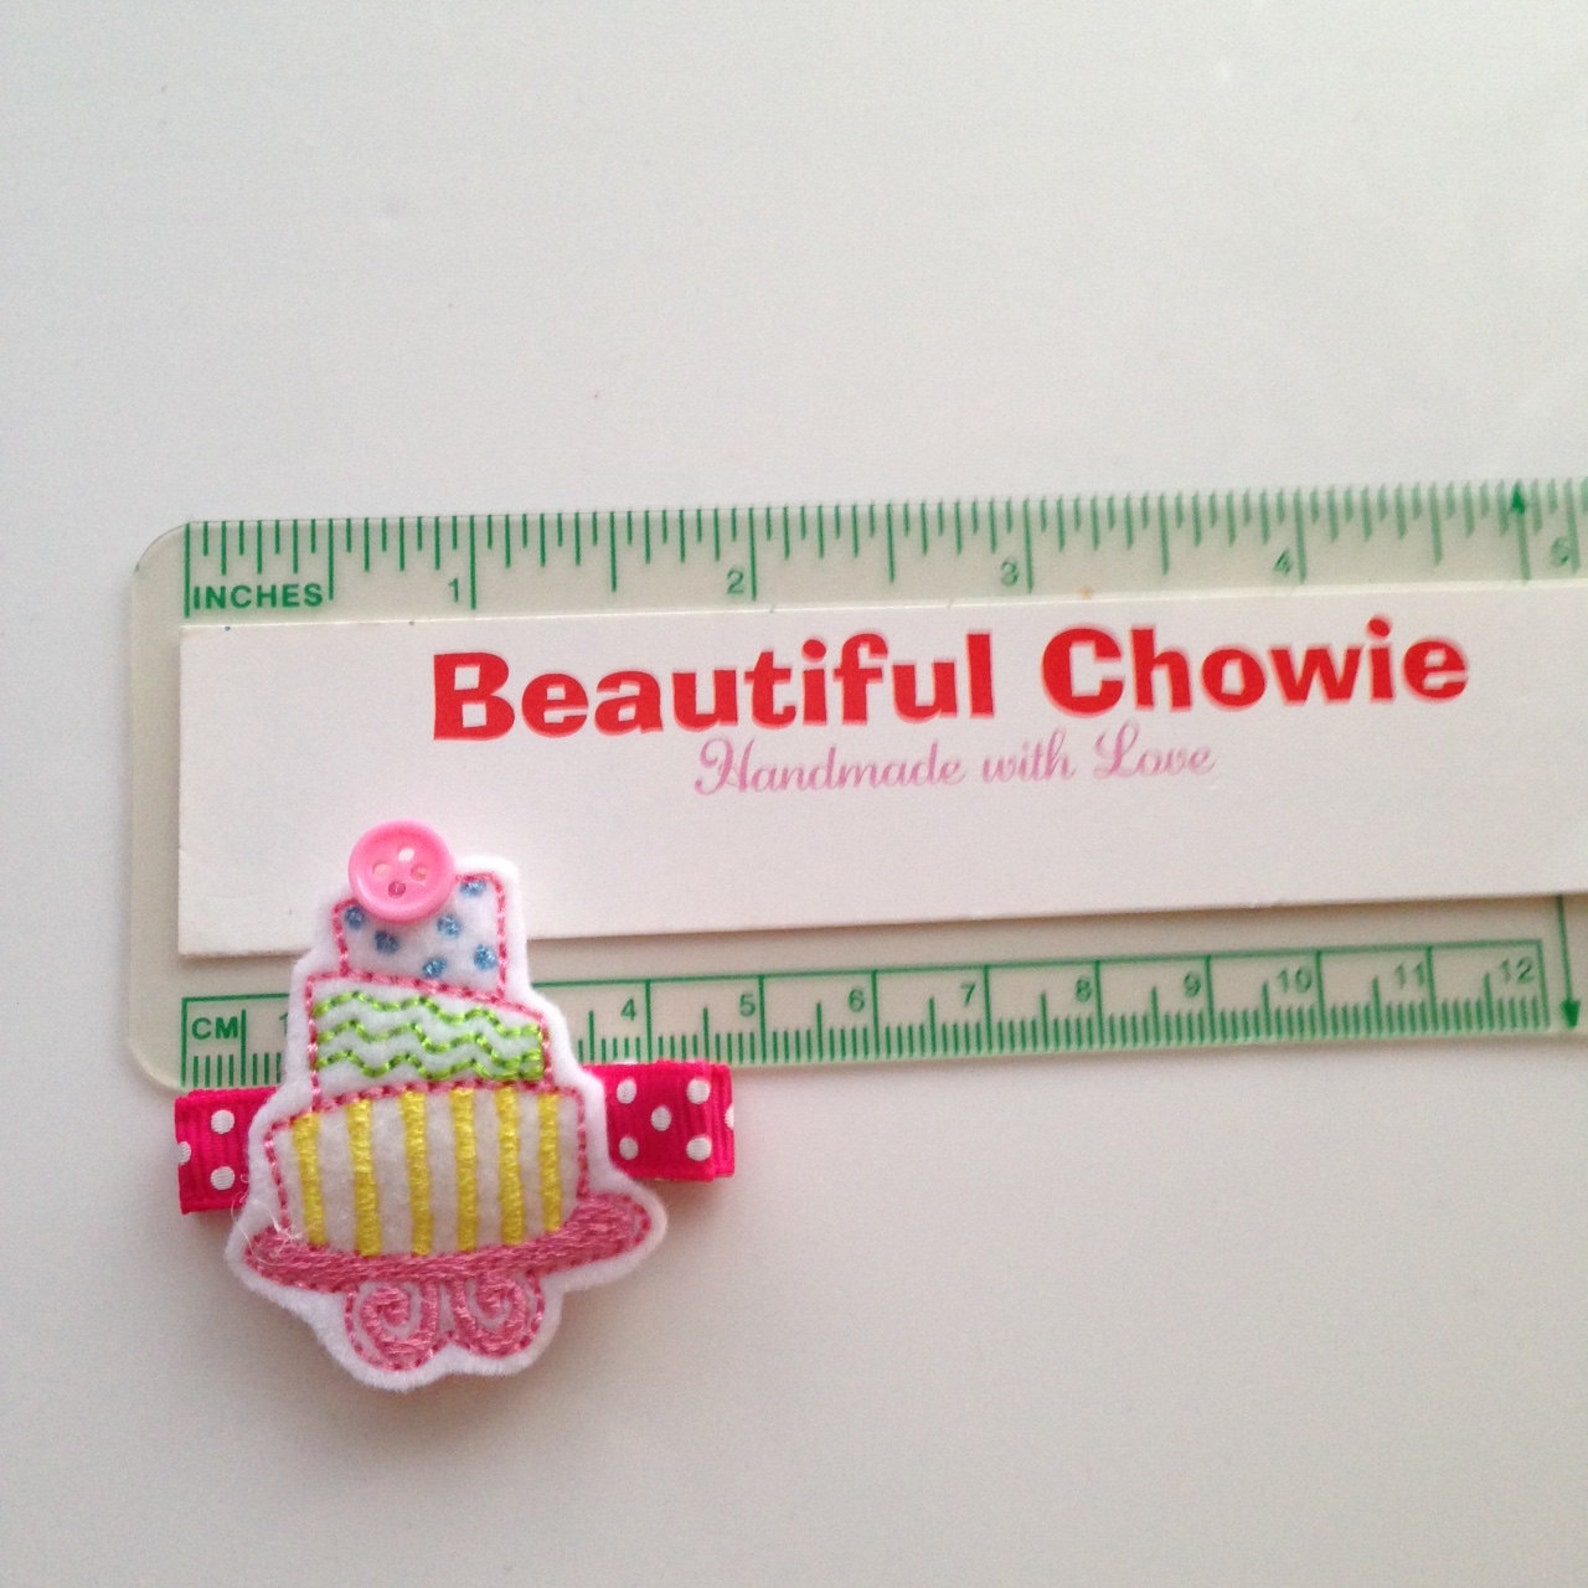 INCHES 1 2 3 4 5
Beautiful Chowie
Handmade with Love
CM 1 4 5 6 7 8 9 10 11 12